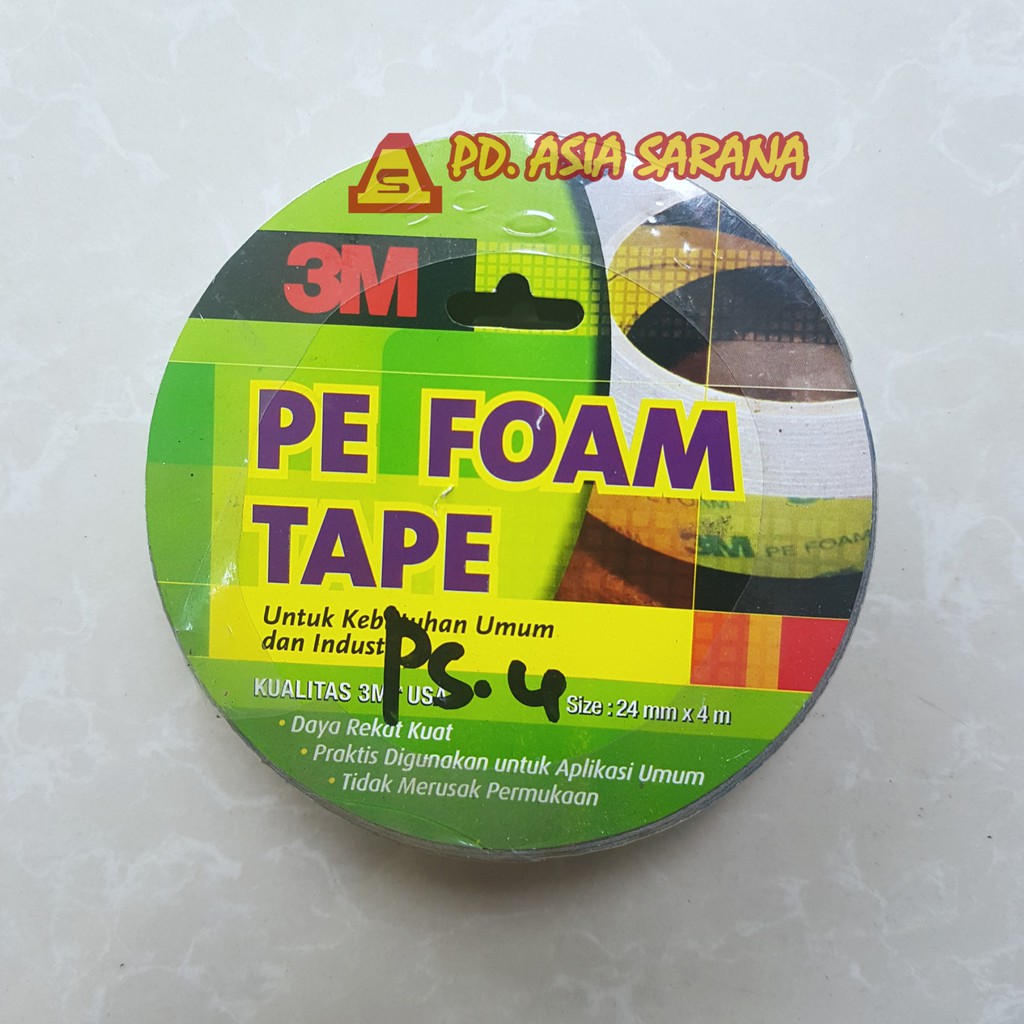 S PD. ASIA SARANA
3M
PE FOAM
TAPE
3M PE FOAM
Untuk Kebutuhan Umum
dan Industri
PS. 4
KUALITAS 3M USA
Size : 24 mm x 4 m
• Daya Rekat Kuat
• Praktis Digunakan untuk Aplikasi Umum
• Tidak Merusak Permukaan